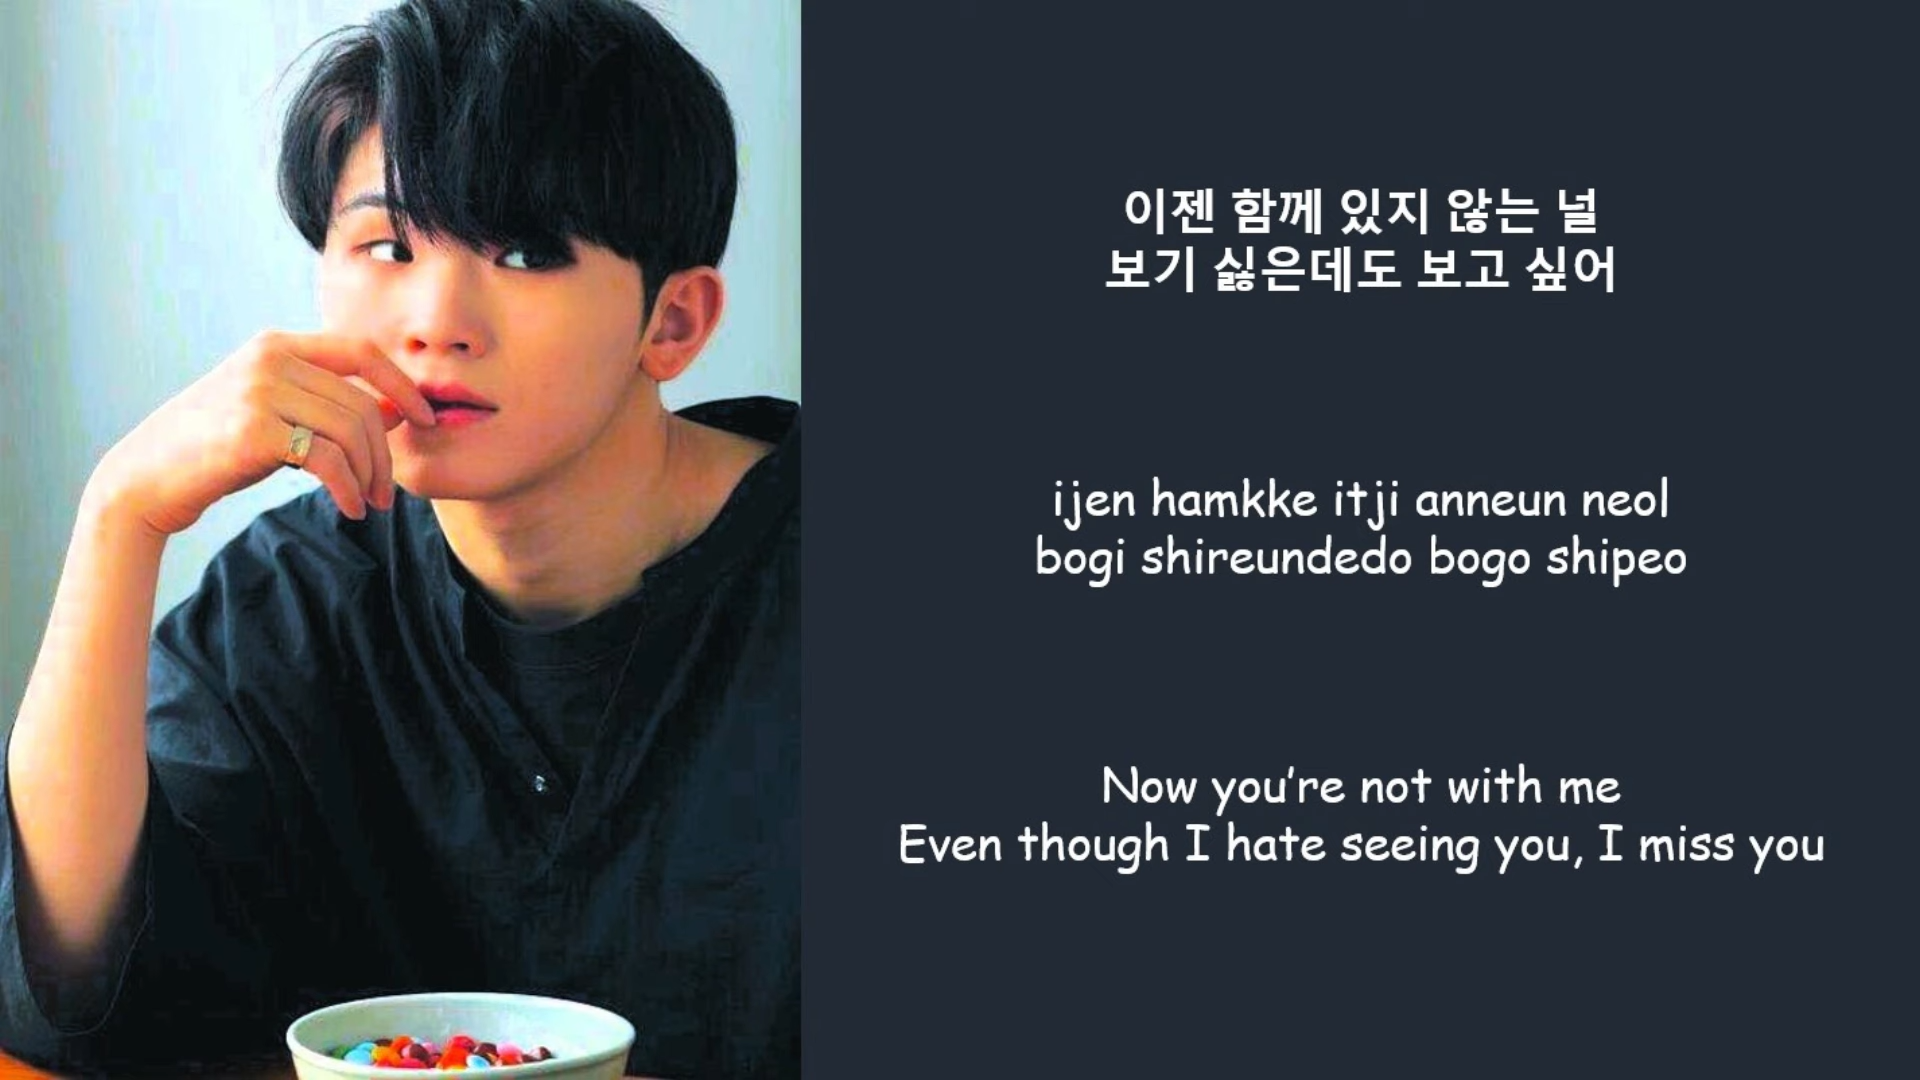 이젠 함께 있지 않는 널
보기 싫은데도 보고 싶어
ijen hamkke itji anneun neol
bogi shireundedo bogo shipeo
Now you're not with me
Even though I hate seeing you, I miss you